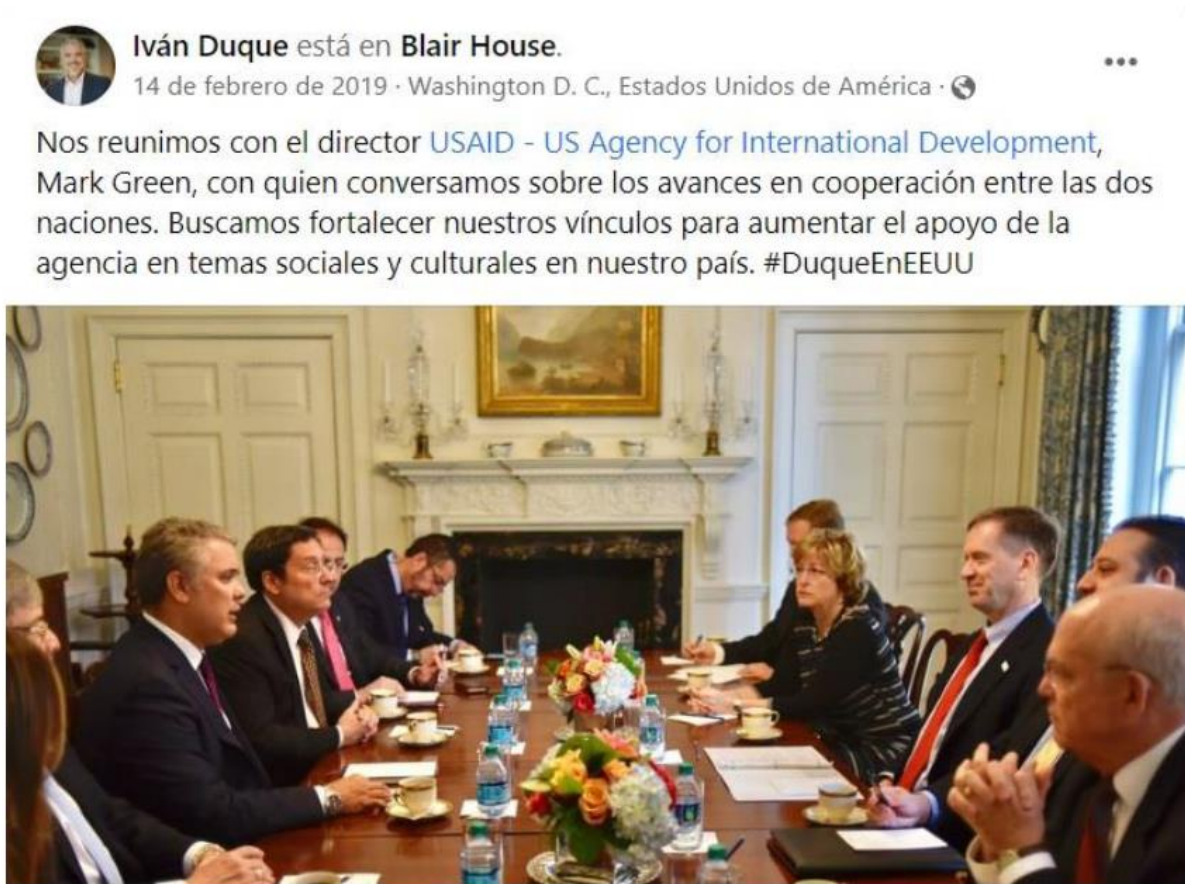 Iván Duque está en Blair House.
14 de febrero de 2019 · Washington D. C., Estados Unidos de América ·
Nos reunimos con el director USAID - US Agency for International Development,
Mark Green, con quien conversamos sobre los avances en cooperación entre las dos
naciones. Buscamos fortalecer nuestros vínculos para aumentar el apoyo de la
agencia en temas sociales y culturales en nuestro país. #DuqueEnEEUU